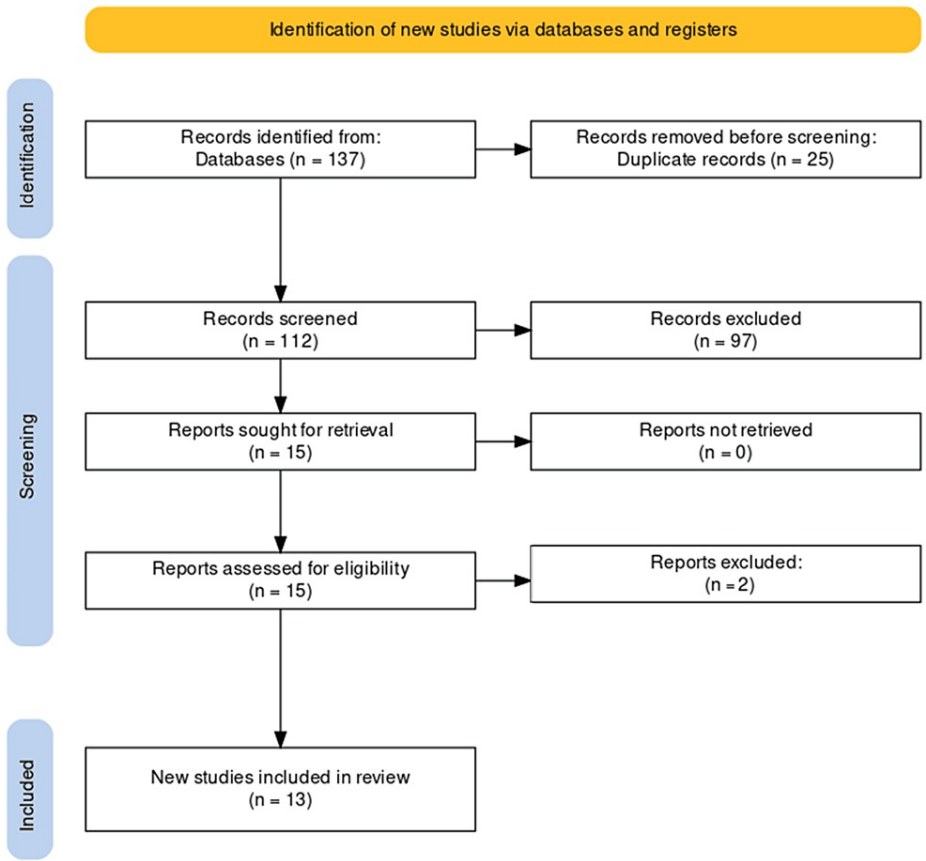 Identification of new studies via databases and registers
Identification
Records identified from:
Databases (n = 137)
Records removed before screening:
Duplicate records (n = 25)
Screening
Records screened
(n = 112)
Records excluded
(n = 97)
Reports sought for retrieval
(n = 15)
Reports not retrieved
(n = 0)
Reports assessed for eligibility
(n = 15)
Reports excluded:
(n = 2)
Included
New studies included in review
(n = 13)